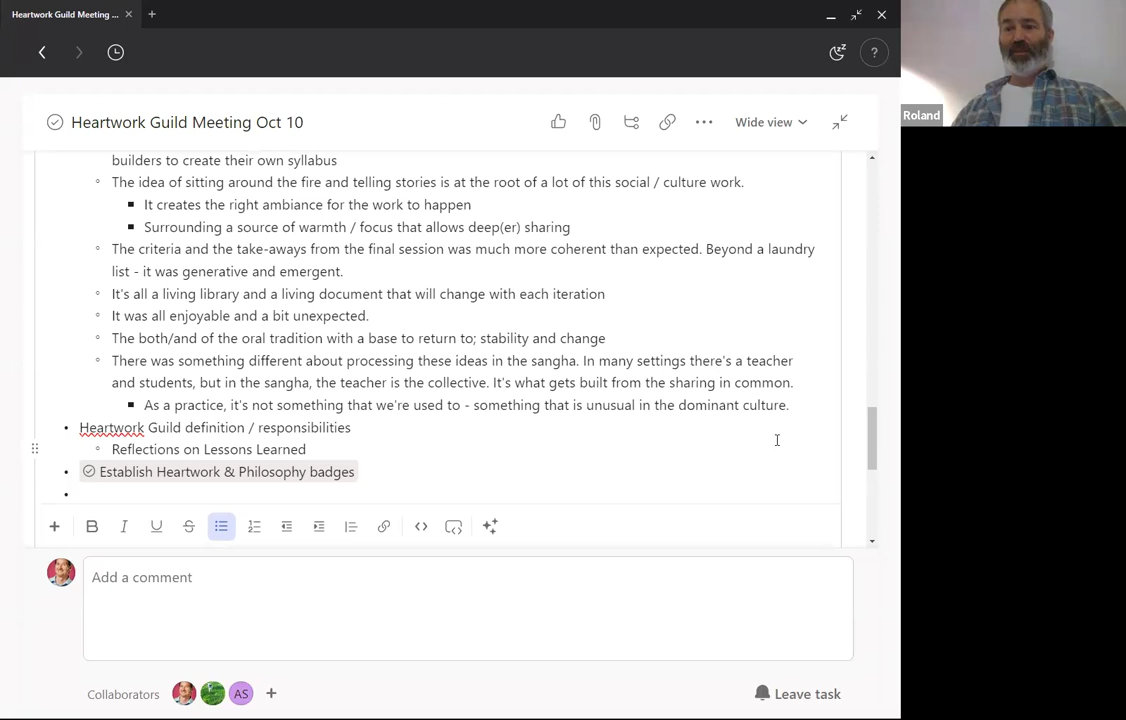 Heartwork Guild Meeting ...
?
Heartwork Guild Meeting Oct 10
Wide view
builders to create their own syllabus
The idea of sitting around the fire and telling stories is at the root of a lot of this social / culture work.
It creates the right ambiance for the work to happen
Surrounding a source of warmth / focus that allows deep(er) sharing
The criteria and the take-aways from the final session was much more coherent than expected. Beyond a laundry
list - it was generative and emergent.
It's all a living library and a living document that will change with each iteration
It was all enjoyable and a bit unexpected.
The both/and of the oral tradition with a base to return to; stability and change
There was something different about processing these ideas in the sangha. In many settings there's a teacher
and students, but in the sangha, the teacher is the collective. It's what gets built from the sharing in common.
As a practice, it's not something that we're used to - something that is unusual in the dominant culture.
Heartwork Guild definition / responsibilities
Reflections on Lessons Learned
Establish Heartwork & Philosophy badges
Add a comment
Collaborators
AS
Leave task
Roland